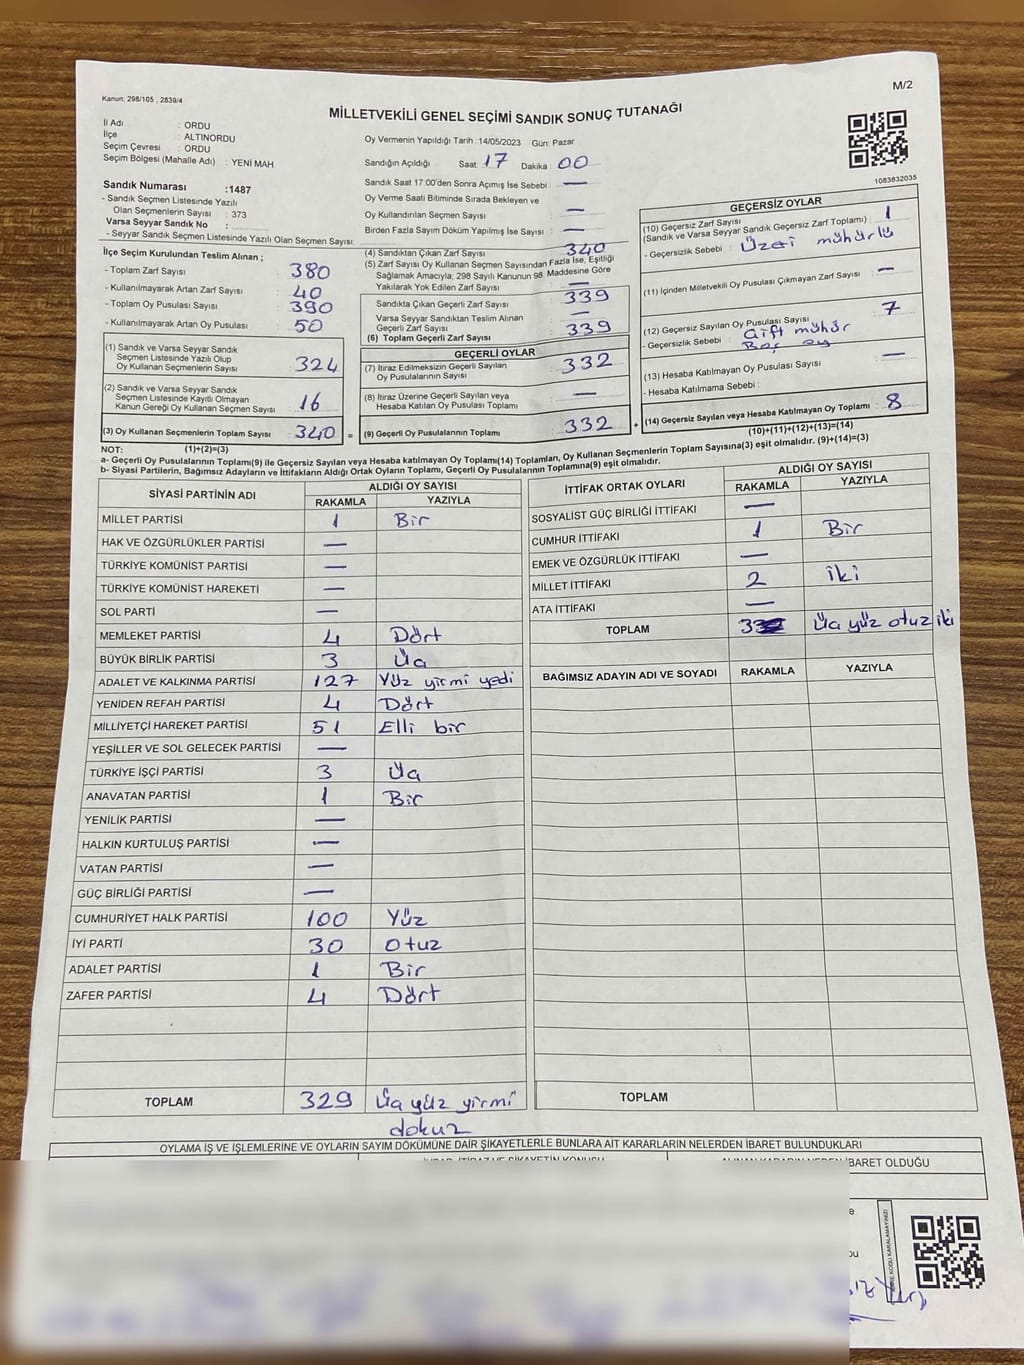 Kanun; 298/105 , 2839/4
M/2
MİLLETVEKİLİ GENEL SEÇİMİ SANDIK SONUÇ TUTANAĞI
İl Adı : ORDU
İlçe : ALTINORDU
Seçim Çevresi : ORDU
Seçim Bölgesi (Mahalle Adı) : YENİ MAH.
Sandık Numarası :1487
- Sandık Seçmen Listesinde Yazılı
Olan Seçmenlerin Sayısı : 373
Varsa Seyyar Sandık No :
- Seyyar Sandık Seçmen Listesinde Yazılı Olan Seçmen Sayısı
Oy Vermenin Yapıldığı Tarih :14/05/2023 Gün: Pazar
Sandığın Açıldığı Saat 17 Dakika 00
Sandık Saat 17:00'den Sonra Açımış İse Sebebi : —
Oy Verme Saati Bitiminde Sırada Bekleyen ve
Oy Kullandırılan Seçmen Sayısı : —
Birden Fazla Sayım Döküm Yapılmış İse Sayısı : —
1083832035
İlçe Seçim Kurulundan Teslim Alınan ;
- Toplam Zarf Sayısı : 380
- Kullanılmayarak Artan Zarf Sayısı : 40
- Toplam Oy Pusulası Sayısı : 390
- Kullanılmayarak Artan Oy Pusulası : 50
(1) Sandık ve Varsa Seyyar Sandık
Seçmen Listesinde Yazılı Olup
Oy Kullanan Seçmenlerin Sayısı : 324
(2) Sandık ve Varsa Seyyar Sandık
Seçmen Listesinde Kayıtlı Olmayan
Kanun Gereği Oy Kullanan Seçmen Sayısı : 16
(3) Oy Kullanan Seçmenlerin Toplam Sayısı : 340 =
(4) Sandıktan Çıkan Zarf Sayısı : 340
(5) Zarf Sayısı Oy Kullanan Seçmen Sayısından Fazla İse, Eşitliği
Sağlamak Amacıyla; 298 Sayılı Kanunun 98. Maddesine Göre
Yakılarak Yok Edilen Zarf Sayısı : —
Sandıkta Çıkan Geçerli Zarf Sayısı : 339
Varsa Seyyar Sandıktan Teslim Alınan
Geçerli Zarf Sayısı : —
(6) Toplam Geçerli Zarf Sayısı : 339
GEÇERLİ OYLAR
(7) İtiraz Edilmeksizin Geçerli Sayılan
Oy Pusulalarının Sayısı : 332
(8) İtiraz Üzerine Geçerli Sayılan veya
Hesaba Katılan Oy Pusulası Toplamı : —
(9) Geçerli Oy Pusulalarının Toplamı : 332 +
GEÇERSİZ OYLAR
(10) Geçersiz Zarf Sayısı : 1
(Sandık ve Varsa Seyyar Sandık Geçersiz Zarf Toplamı)
- Geçersizlik Sebebi : Üzeri mühürlü
(11) İçinden Milletvekili Oy Pusulası Çıkmayan Zarf Sayısı : —
(12) Geçersiz Sayılan Oy Pusulası Sayısı : 7
- Geçersizlik Sebebi : Çift mühür
Boş oy
(13) Hesaba Katılmayan Oy Pusulası Sayısı : —
- Hesaba Katılmama Sebebi :
(14) Geçersiz Sayılan veya Hesaba Katılmayan Oy Toplamı : 8
(10)+(11)+(12)+(13)=(14)
NOT: (1)+(2)=(3)
a- Geçerli Oy Pusulalarının Toplamı(9) ile Geçersiz Sayılan veya Hesaba katılmayan Oy Toplamı(14) Toplamları, Oy Kullanan Seçmenlerin Toplam Sayısına(3) eşit olmalıdır. (9)+(14)=(3)
b- Siyasi Partilerin, Bağımsız Adayların ve İttifakların Aldığı Ortak Oyların Toplamı, Geçerli Oy Pusulalarının Toplamına(9) eşit olmalıdır.
SİYASİ PARTİNİN ADI ALDIĞI OY SAYISI
RAKAMLA YAZIYLA
MİLLET PARTİSİ 1 Bir
HAK VE ÖZGÜRLÜKLER PARTİSİ —
TÜRKİYE KOMÜNİST PARTİSİ —
TÜRKİYE KOMÜNİST HAREKETİ —
SOL PARTİ —
MEMLEKET PARTİSİ 4 Dört
BÜYÜK BİRLİK PARTİSİ 3 Üç
ADALET VE KALKINMA PARTİSİ 127 Yüz yirmi yedi
YENİDEN REFAH PARTİSİ 4 Dört
MİLLİYETÇİ HAREKET PARTİSİ 51 Elli bir
YEŞİLLER VE SOL GELECEK PARTİSİ —
TÜRKİYE İŞÇİ PARTİSİ 3 Üç
ANAVATAN PARTİSİ 1 Bir
YENİLİK PARTİSİ —
HALKIN KURTULUŞ PARTİSİ —
VATAN PARTİSİ —
GÜÇ BİRLİĞİ PARTİSİ —
CUMHURİYET HALK PARTİSİ 100 Yüz
İYİ PARTİ 30 Otuz
ADALET PARTİSİ 1 Bir
ZAFER PARTİSİ 4 Dört
TOPLAM 329 Üç yüz yirmi
dokuz
İTTİFAK ORTAK OYLARI ALDIĞI OY SAYISI
RAKAMLA YAZIYLA
SOSYALİST GÜÇ BİRLİĞİ İTTİFAKI —
CUMHUR İTTİFAKI 1 Bir
EMEK VE ÖZGÜRLÜK İTTİFAKI —
MİLLET İTTİFAKI 2 iki
ATA İTTİFAKI —
TOPLAM 332 Üç yüz otuz iki
BAĞIMSIZ ADAYIN ADI VE SOYADI RAKAMLA YAZIYLA
TOPLAM
OYLAMA İŞ VE İŞLEMLERİNE VE OYLARIN SAYIM DÖKÜMÜNE DAİR ŞİKAYETLERLE BUNLARA AİT KARARLARIN NELERDEN İBARET BULUNDUKLARI
İBARET OLDUĞU